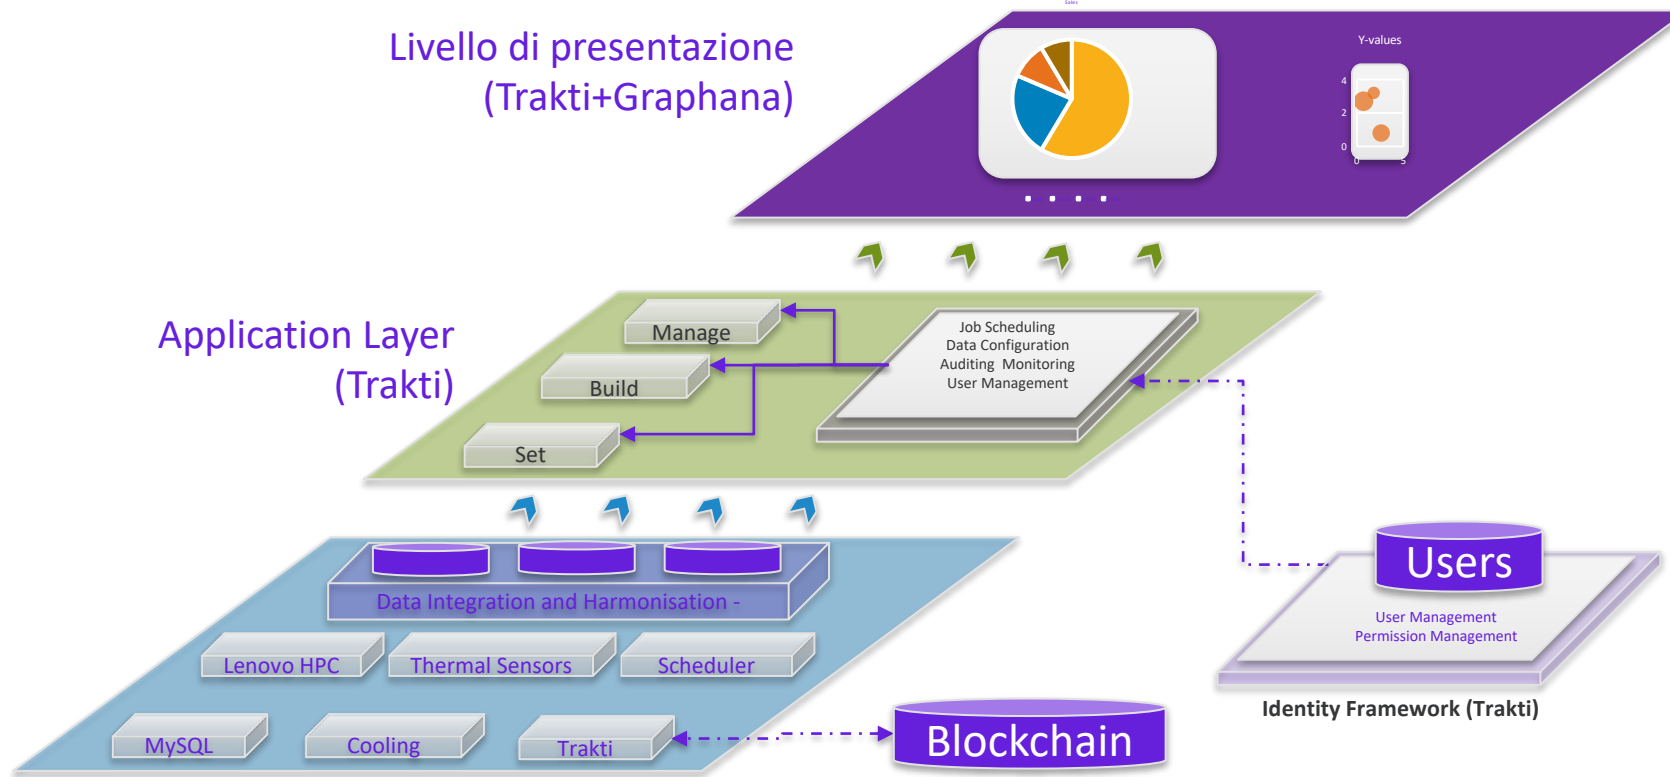 Sales
Livello di presentazione
(Trakti+Graphana)
Y-values
4
2
0
0
5
Application Layer
(Trakti)
Manage
Build
Set
Job Scheduling
Data Configuration
Auditing Monitoring
User Management
Data Integration and Harmonisation -
Lenovo HPC
Thermal Sensors
Scheduler
MySQL
Cooling
Trakti
Blockchain
Users
User Management
Permission Management
Identity Framework (Trakti)